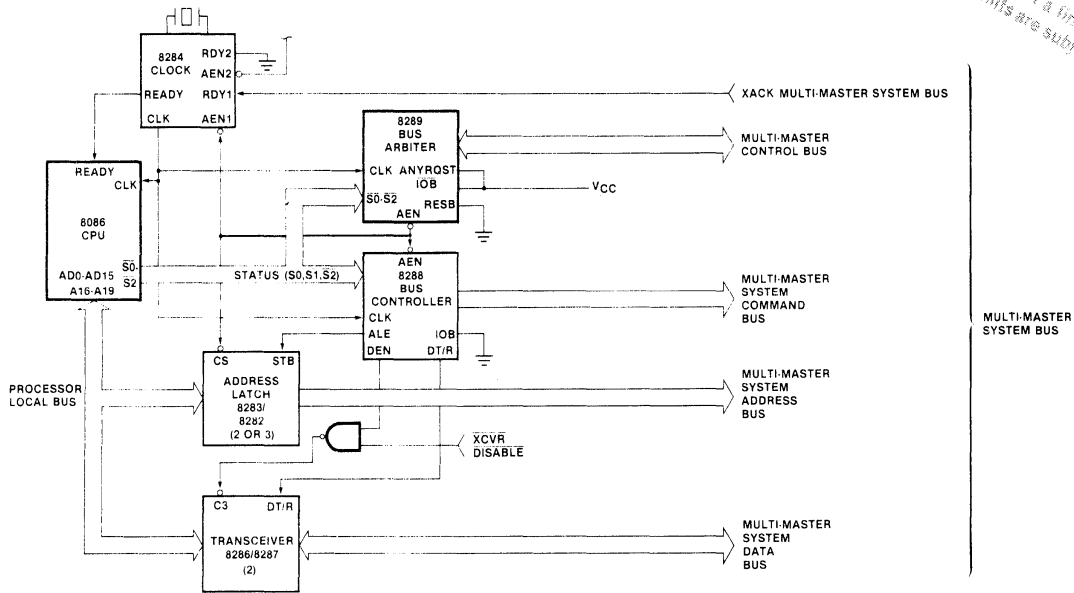 a fin
mits are subj
8284
CLOCK
RDY2
AEN2
READY
RDY1
CLK
AEN1
XACK MULTI-MASTER SYSTEM BUS
8289
BUS
ARBITER
MULTI-MASTER
CONTROL BUS
CLK
ANYRQST
IOB
VCC
S0-S2
RESB
AEN
READY
CLK
8086
CPU
S0-
S2
AD0-AD15
A16-A19
STATUS (S0,S1,S2)
AEN
8288
BUS
CONTROLLER
CLK
ALE
IOB
DEN
DT/R
MULTI-MASTER
SYSTEM
COMMAND
BUS
MULTI-MASTER
SYSTEM BUS
CS
STB
ADDRESS
LATCH
8283/
8282
(2 OR 3)
PROCESSOR
LOCAL BUS
MULTI-MASTER
SYSTEM
ADDRESS
BUS
XCVR
DISABLE
C3
DT/R
TRANSCEIVER
8286/8287
(2)
MULTI-MASTER
SYSTEM
DATA
BUS